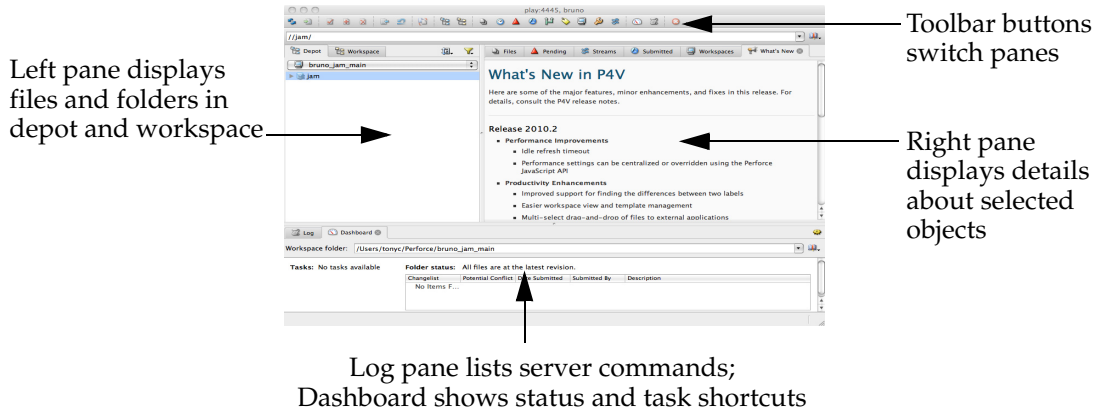 play:4445, bruno
//jam/
Depot Workspace
Files Pending Streams Submitted Workspaces What's New
bruno_jam_main
jam
What's New in P4V
Here are some of the major features, minor enhancements, and fixes in this release. For
details, consult the P4V release notes.
Release 2010.2
Performance Improvements
Idle refresh timeout
Performance settings can be centralized or overridden using the Perforce
JavaScript API
Productivity Enhancements
Improved support for finding the differences between two labels
Easier workspace view and template management
Multi-select drag-and-drop of files to external applications
Log Dashboard
Workspace folder: /Users/tonyc/Perforce/bruno_jam_main
Tasks: No tasks available
Folder status: All files are at the latest revision.
Changelist Potential Conflict Date Submitted Submitted By Description
No Items F...
Left pane displays
files and folders in
depot and workspace
Toolbar buttons
switch panes
Right pane
displays details
about selected
objects
Log pane lists server commands;
Dashboard shows status and task shortcuts